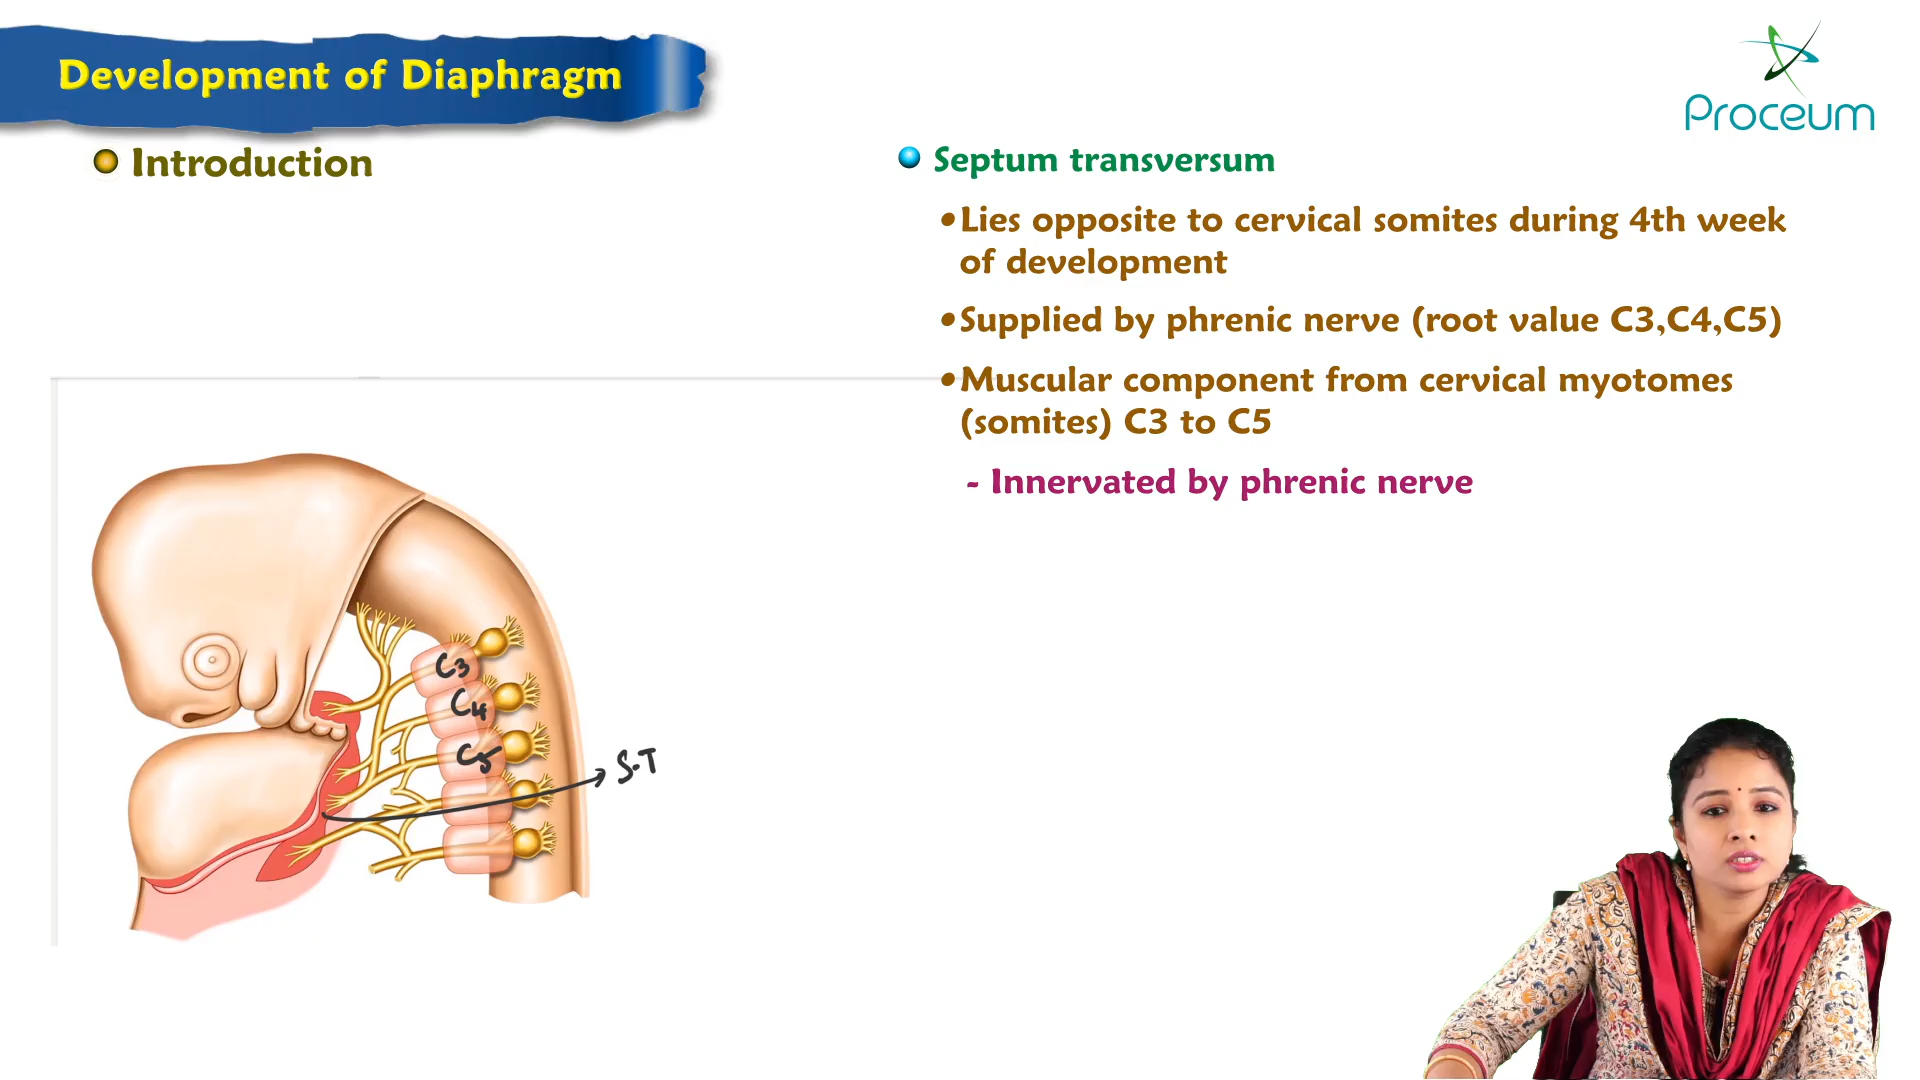 Development of Diaphragm
Proceum
Introduction
Septum transversum
•Lies opposite to cervical somites during 4th week
of development
•Supplied by phrenic nerve (root value C3,C4,C5)
•Muscular component from cervical myotomes
(somites) C3 to C5
- Innervated by phrenic nerve
C3
C4
C5
S.T